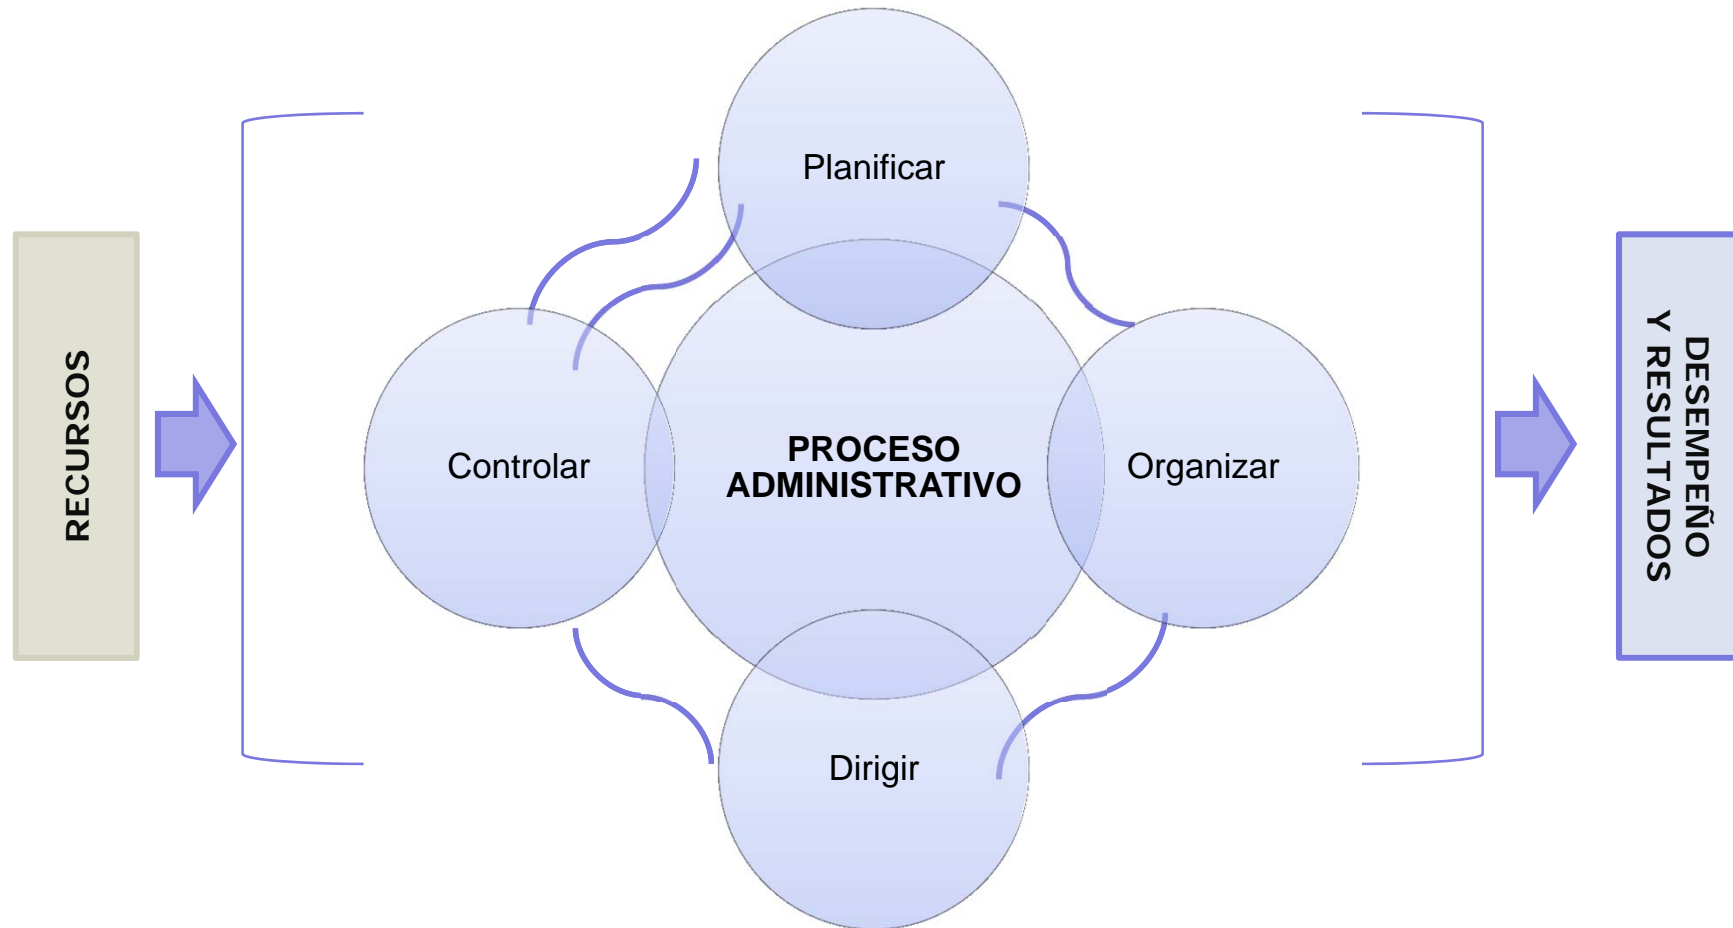 Planificar
RECURSOS
Controlar
PROCESO
ADMINISTRATIVO
Organizar
DESEMPEÑO
Y RESULTADOS
Dirigir